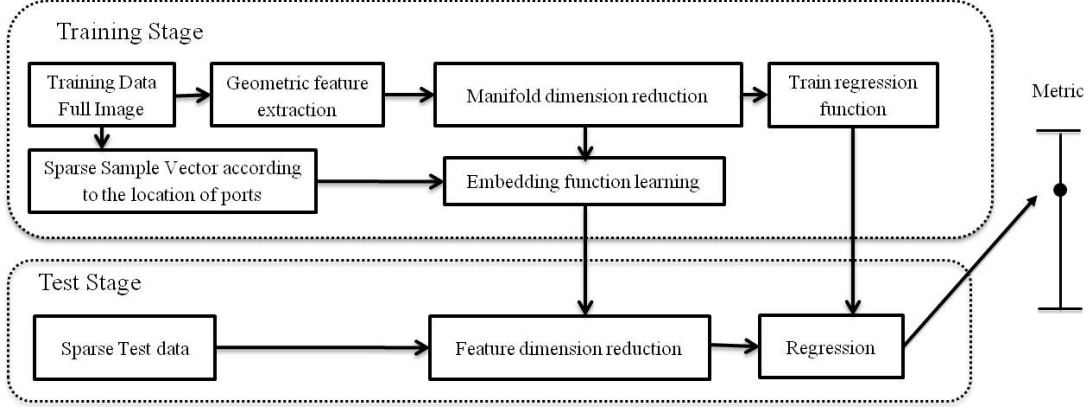 Training Stage
Training Data
Full Image
Geometric feature
extraction
Manifold dimension reduction
Train regression
function
Metric
Sparse Sample Vector according
to the location of ports
Embedding function learning
Test Stage
Sparse Test data
Feature dimension reduction
Regression